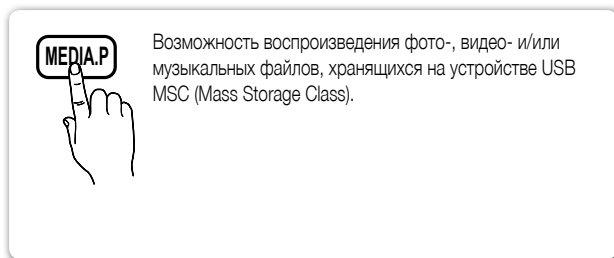 MEDIA.P
Возможность воспроизведения фото-, видео- и/или
музыкальных файлов, хранящихся на устройстве USB
MSC (Mass Storage Class).